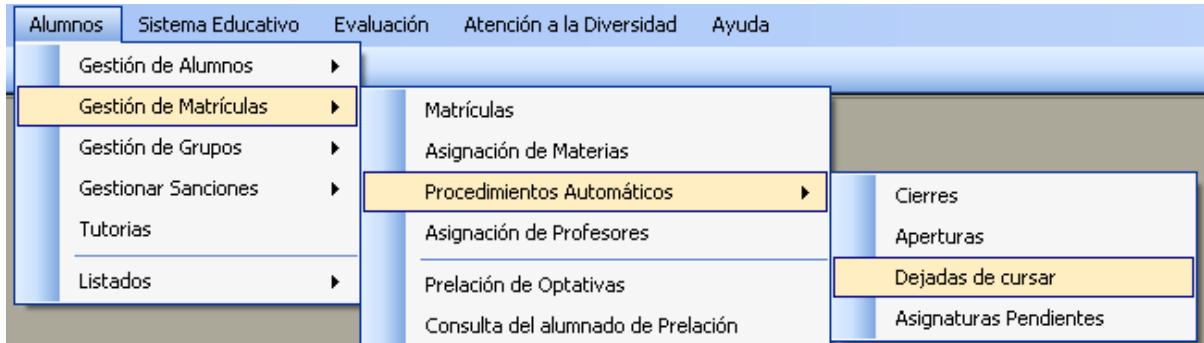 Alumnos Sistema Educativo Evaluación Atención a la Diversidad Ayuda
Gestión de Alumnos
Gestión de Matrículas
Gestión de Grupos
Gestionar Sanciones
Tutorias
Listados
Matrículas
Asignación de Materias
Procedimientos Automáticos
Asignación de Profesores
Prelación de Optativas
Consulta del alumnado de Prelación
Cierres
Aperturas
Dejadas de cursar
Asignaturas Pendientes